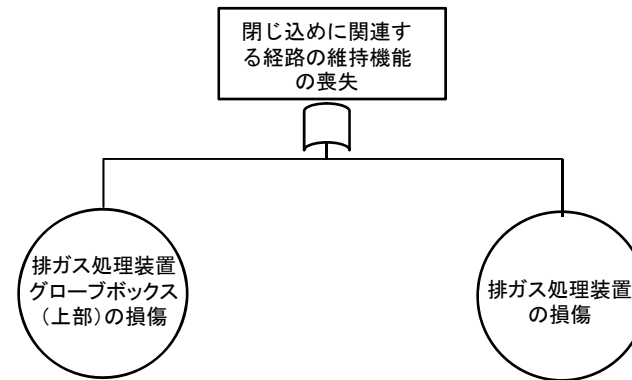 閉じ込めに関連す
る経路の維持機能
の喪失
排ガス処理装置
グローブボックス
（上部）の損傷
排ガス処理装置
の損傷